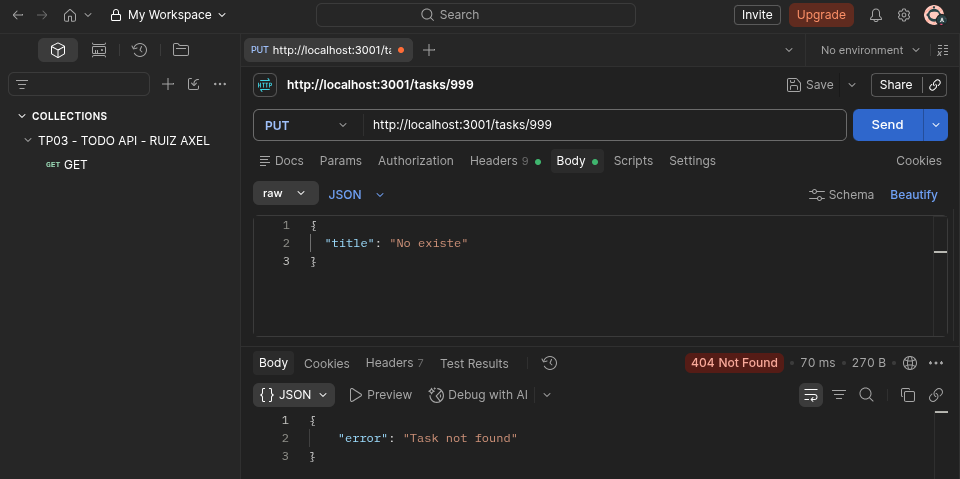 My Workspace
Search
Invite
Upgrade
PUT http://localhost:3001/ta
No environment
HTTP http://localhost:3001/tasks/999
Save
Share
COLLECTIONS
TP03 - TODO API - RUIZ AXEL
GET GET
PUT
http://localhost:3001/tasks/999
Send
Docs Params Authorization Headers 9 Body Scripts Settings Cookies
raw JSON Schema Beautify
1 {
2 "title": "No existe"
3 }
Body Cookies Headers 7 Test Results 404 Not Found • 70 ms • 270 B
{} JSON Preview Debug with AI
1 {
2 "error": "Task not found"
3 }